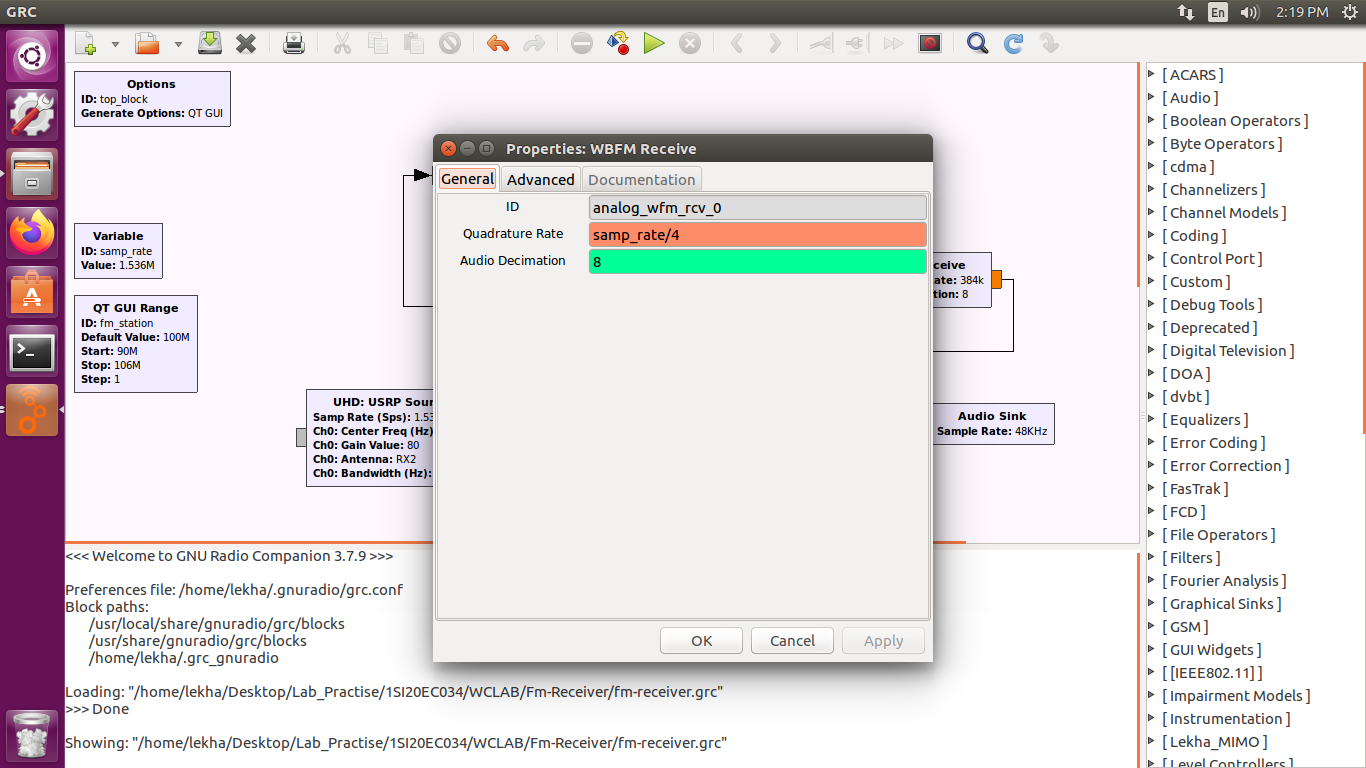 GRC
En
2:19 PM
Options
ID: top_block
Generate Options: QT GUI
Variable
ID: samp_rate
Value: 1.536M
QT GUI Range
ID: fm_station
Default Value: 100M
Start: 90M
Stop: 106M
Step: 1
UHD: USRP Sour
Samp Rate (Sps): 1.53
Ch0: Center Freq (Hz)
Ch0: Gain Value: 80
Ch0: Antenna: RX2
Ch0: Bandwidth (Hz):
Properties: WBFM Receive
General
Advanced
Documentation
ID
analog_wfm_rcv_0
Quadrature Rate
samp_rate/4
Audio Decimation
8
OK
Cancel
Apply
ceive
ate: 384k
tion: 8
Audio Sink
Sample Rate: 48KHz
<<< Welcome to GNU Radio Companion 3.7.9 >>>
Preferences file: /home/lekha/.gnuradio/grc.conf
Block paths:
/usr/local/share/gnuradio/grc/blocks
/usr/share/gnuradio/grc/blocks
/home/lekha/.grc_gnuradio
Loading: "/home/lekha/Desktop/Lab_Practise/1SI20EC034/WCLAB/Fm-Receiver/fm-receiver.grc"
>>> Done
Showing: "/home/lekha/Desktop/Lab_Practise/1SI20EC034/WCLAB/Fm-Receiver/fm-receiver.grc"
[ ACARS ]
[ Audio ]
[ Boolean Operators ]
[ Byte Operators ]
[ cdma ]
[ Channelizers ]
[ Channel Models ]
[ Coding ]
[ Control Port ]
[ Custom ]
[ Debug Tools ]
[ Deprecated ]
[ Digital Television ]
[ DOA ]
[ dvbt ]
[ Equalizers ]
[ Error Coding ]
[ Error Correction ]
[ FasTrak ]
[ FCD ]
[ File Operators ]
[ Filters ]
[ Fourier Analysis ]
[ Graphical Sinks ]
[ GSM ]
[ GUI Widgets ]
[ [IEEE802.11] ]
[ Impairment Models ]
[ Instrumentation ]
[ Lekha_MIMO ]
[ Level Controllers ]